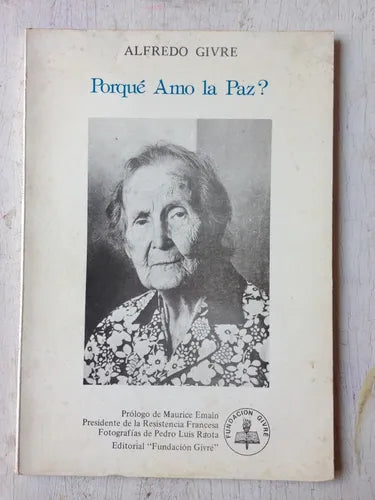 ALFREDO GIVRE
Porqué Amo la Paz?
Prólogo de Maurice Emain
Presidente de la Resistencia Francesa
Fotografías de Pedro Luis Raota
Editorial "Fundación Givré"
FUNDACION GIVRE